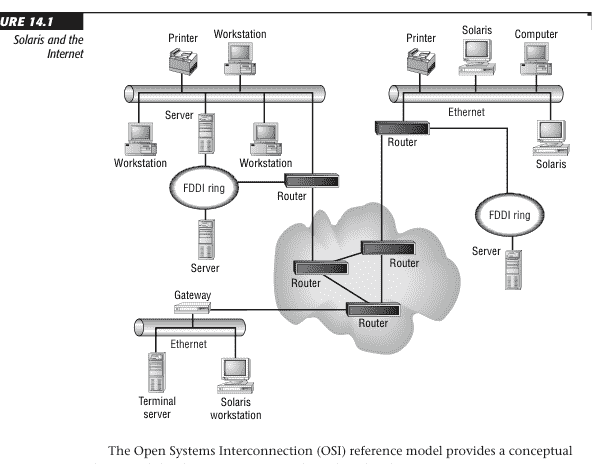 URE 14.1
Solaris and the
Internet
Printer
Workstation
Printer
Solaris
Computer
Server
Ethernet
Workstation
Workstation
Router
Solaris
FDDI ring
Router
FDDI ring
Server
Server
Router
Router
Gateway
Router
Ethernet
Terminal
server
Solaris
workstation
The Open Systems Interconnection (OSI) reference model provides a conceptual